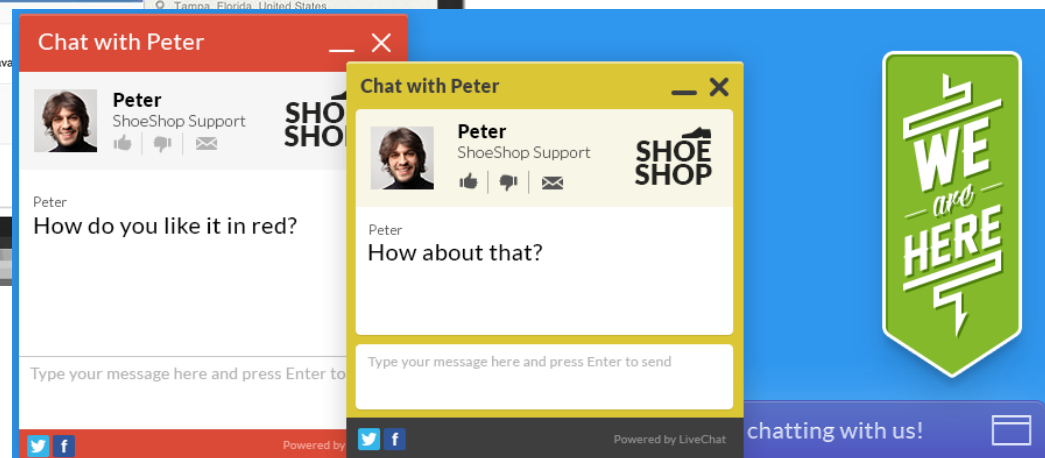 Tampa, Florida, United States
Chat with Peter
Peter
ShoeShop Support
SHO
SHO
Peter
How do you like it in red?
Type your message here and press Enter to
Powered by
Chat with Peter
Peter
ShoeShop Support
SHOE
SHOP
Peter
How about that?
Type your message here and press Enter to send
Powered by LiveChat
WE
are
HERE
chatting with us!